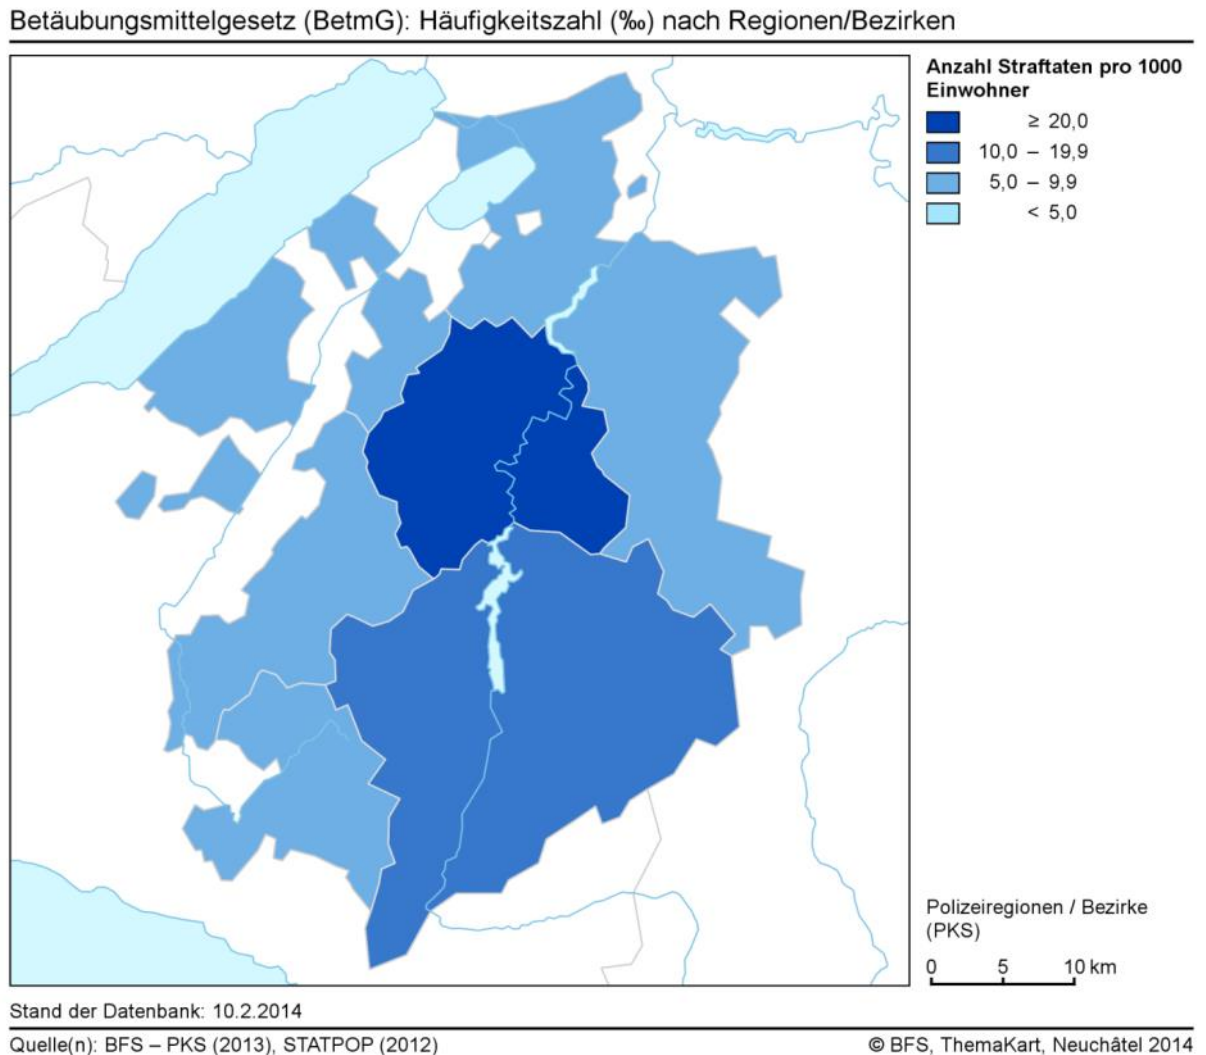 Betäubungsmittelgesetz (BetmG): Häufigkeitszahl (‰) nach Regionen/Bezirken
Anzahl Straftaten pro 1000
Einwohner
≥ 20,0
10,0 – 19,9
5,0 – 9,9
< 5,0
Polizeiregionen / Bezirke
(PKS)
0 5 10 km
Stand der Datenbank: 10.2.2014
Quelle(n): BFS – PKS (2013), STATPOP (2012)
© BFS, ThemaKart, Neuchâtel 2014